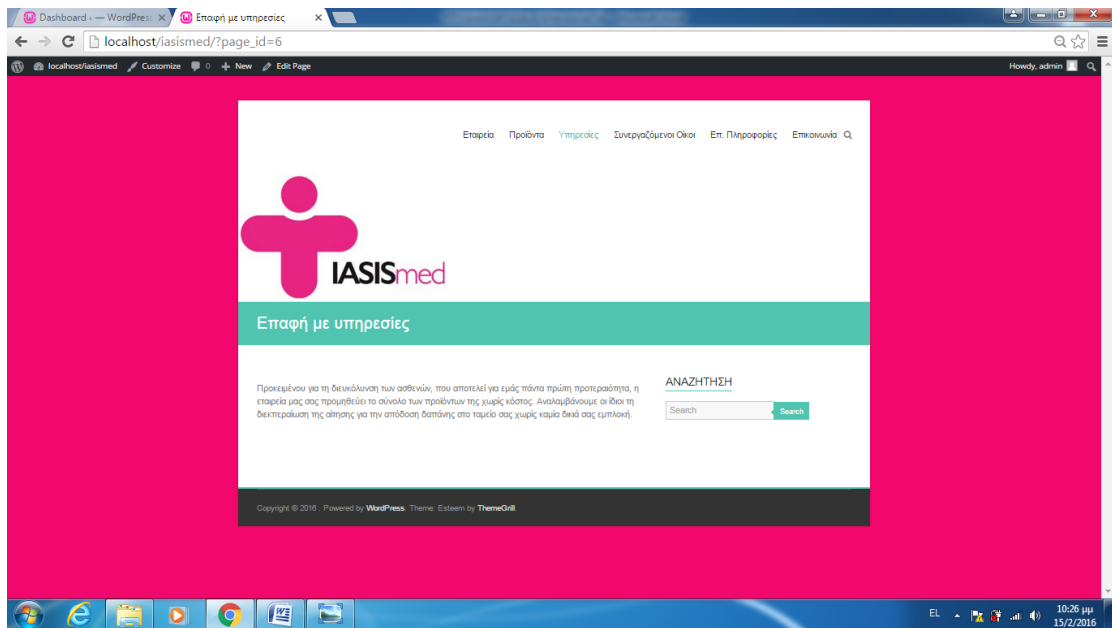 Dashboard ‹ — WordPres
Επαφή με υπηρεσίες
localhost/iasismed/?page_id=6
localhost/iasismed Customize 0 New Edit Page Howdy, admin
Εταιρεία Προϊόντα Υπηρεσίες Συνεργαζόμενοι Οίκοι Επ. Πληροφορίες Επικοινωνία
IASISmed
Επαφή με υπηρεσίες
Προκειμένου για τη διευκόλυνση των ασθενών, που αποτελεί για εμάς πάντα πρώτη προτεραιότητα, η
εταιρεία μας σας προμηθεύει το σύνολο των προϊόντων της χωρίς κόστος. Αναλαμβάνουμε οι ίδιοι τη
διεκπεραίωση της αίτησης για την απόδοση δαπάνης στο ταμείο σας χωρίς καμία δικά σας εμπλοκή.
ΑΝΑΖΗΤΗΣΗ
Search Search
Copyright © 2016 . Powered by WordPress. Theme: Esteem by ThemeGrill.
EL 10:26 μμ
15/2/2016